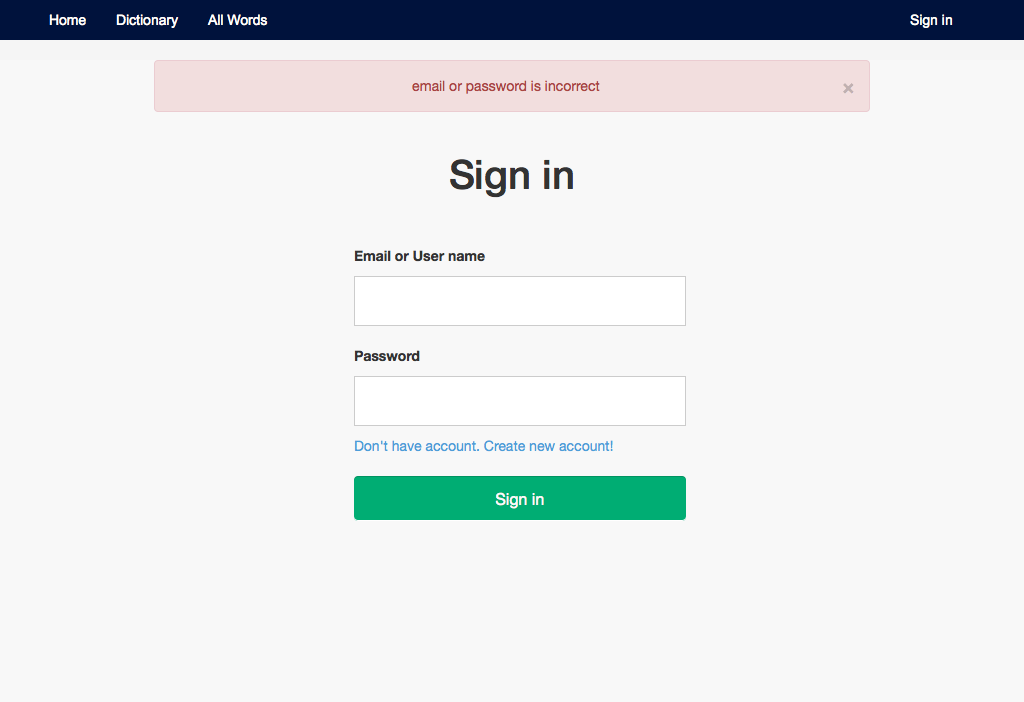 Home Dictionary All Words Sign in
email or password is incorrect ×
Sign in
Email or User name
Password
Don't have account. Create new account!
Sign in